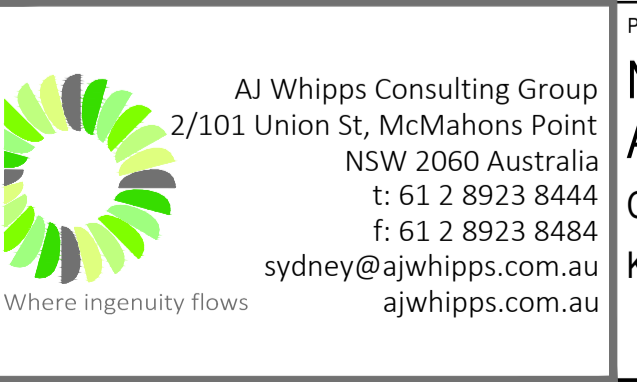 AJ Whipps Consulting Group
2/101 Union St, McMahons Point
NSW 2060 Australia
t: 61 2 8923 8444
f: 61 2 8923 8484
sydney@ajwhipps.com.au
Where ingenuity flows
ajwhipps.com.au